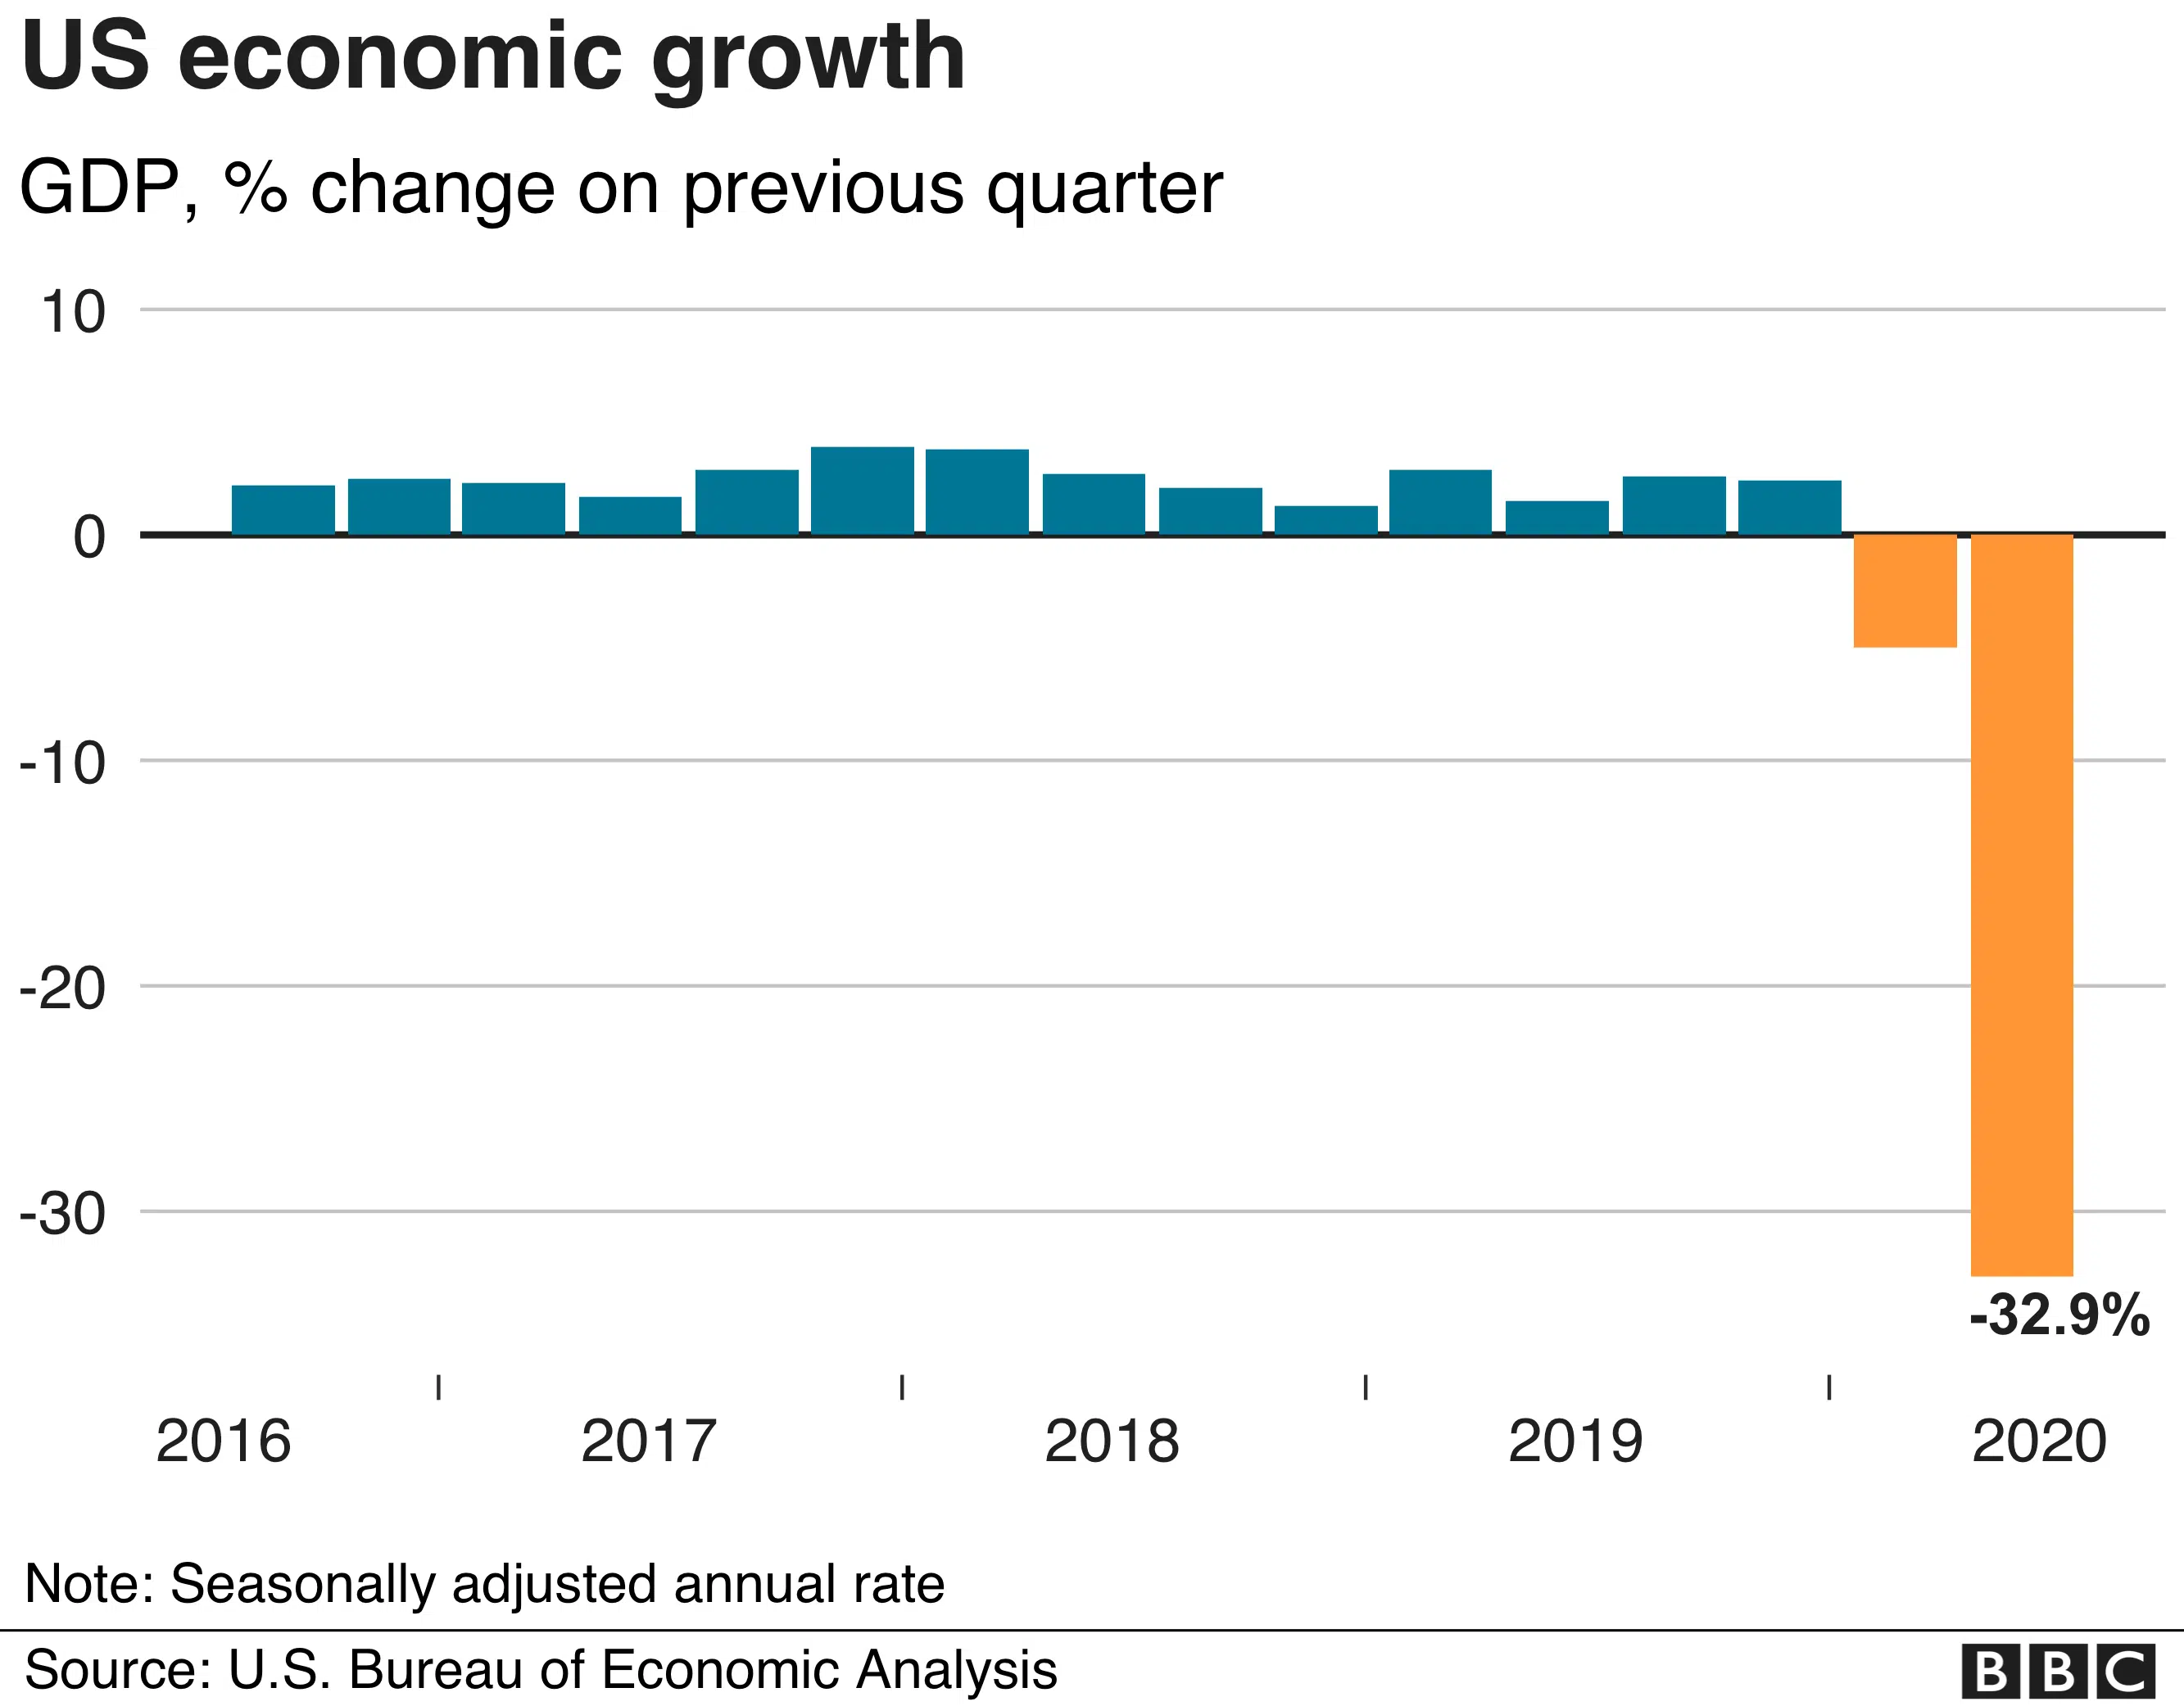 US economic growth
GDP, % change on previous quarter
10
0
-10
-20
-30
-32.9%
2016 2017 2018 2019 2020
Note: Seasonally adjusted annual rate
Source: U.S. Bureau of Economic Analysis
BBC